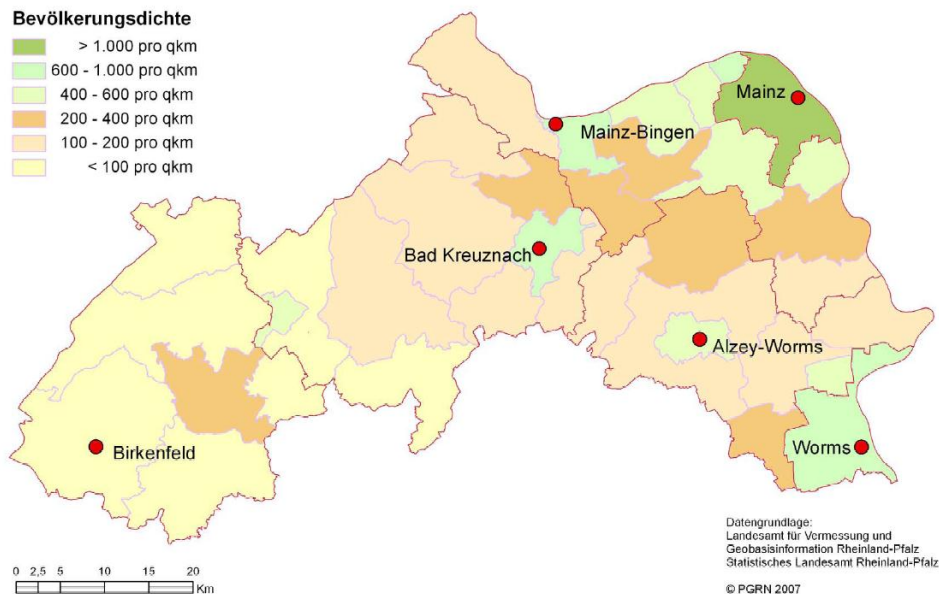 Bevölkerungsdichte
> 1.000 pro qkm
600 - 1.000 pro qkm
400 - 600 pro qkm
200 - 400 pro qkm
100 - 200 pro qkm
< 100 pro qkm
Mainz
Mainz-Bingen
Bad Kreuznach
Alzey-Worms
Birkenfeld
Worms
Datengrundlage:
Landesamt für Vermessung und
Geobasisinformation Rheinland-Pfalz
Statistisches Landesamt Rheinland-Pfalz
© PGRN 2007
0 2,5 5 10 15 20
Km